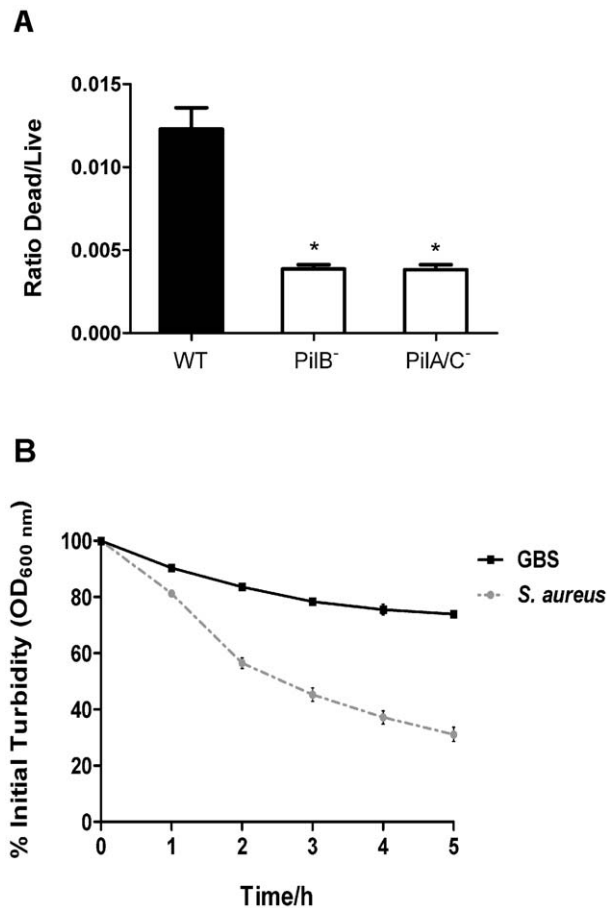 A
Ratio Dead/Live
0.015
0.010
0.005
0.000
*
*
WT
PilB⁻
PilA/C⁻
B
% Initial Turbidity (OD₆₀₀ nm)
100
80
60
40
20
0
0 1 2 3 4 5
Time/h
GBS
S. aureus